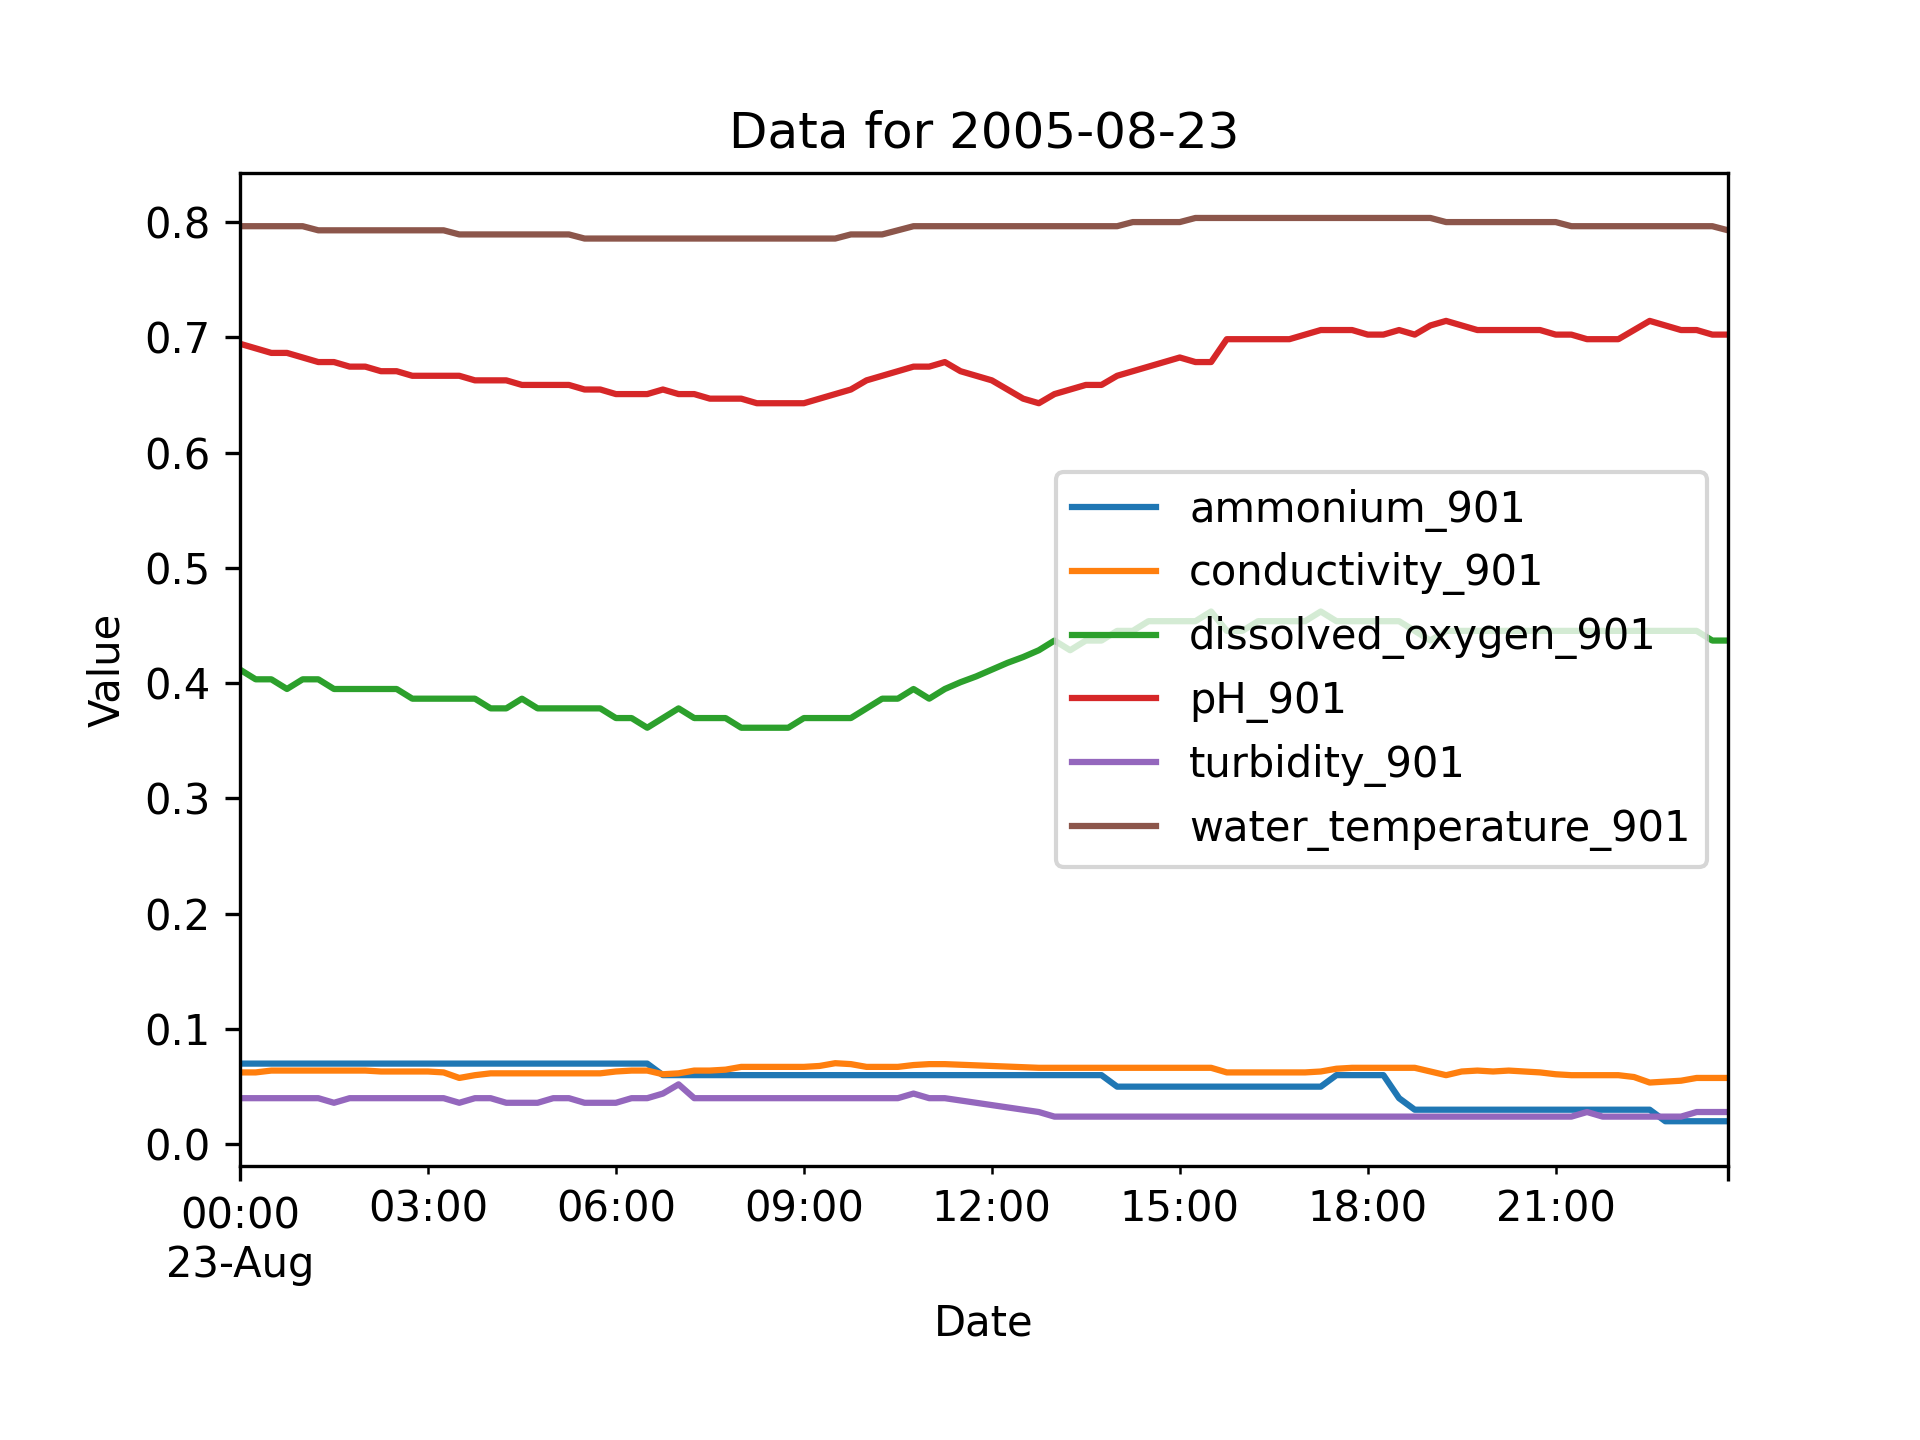 Data for 2005-08-23
0.8
0.7
0.6
0.5
0.4
0.3
0.2
0.1
0.0
Value
ammonium_901
conductivity_901
dissolved_oxygen_901
pH_901
turbidity_901
water_temperature_901
00:00 03:00 06:00 09:00 12:00 15:00 18:00 21:00
23-Aug
Date